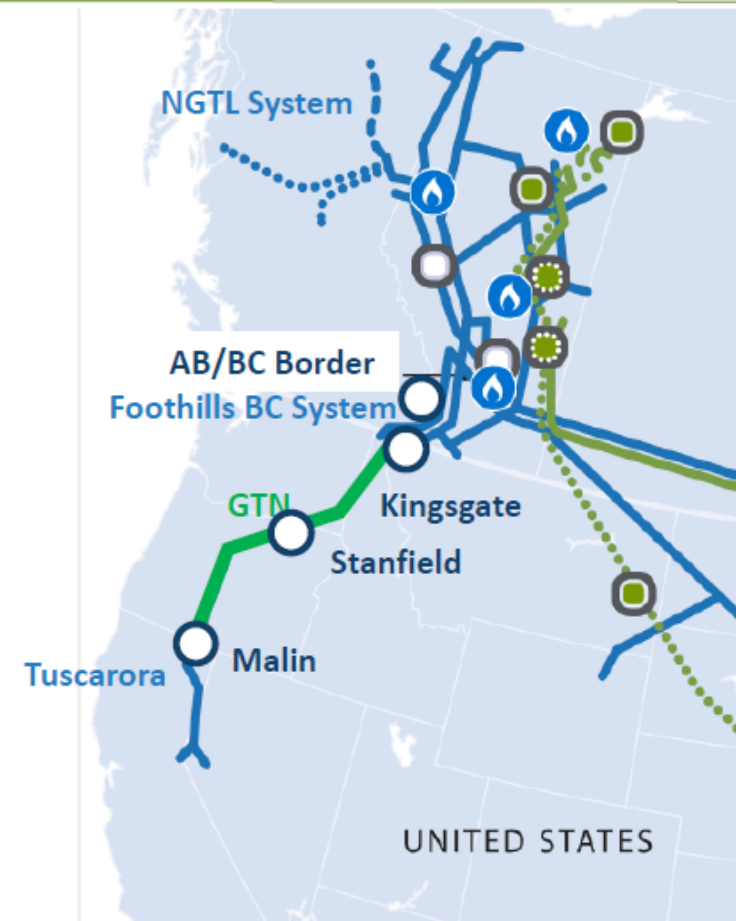 NGTL System
AB/BC Border
Foothills BC System
GTN
Kingsgate
Stanfield
Malin
Tuscarora
UNITED STATES